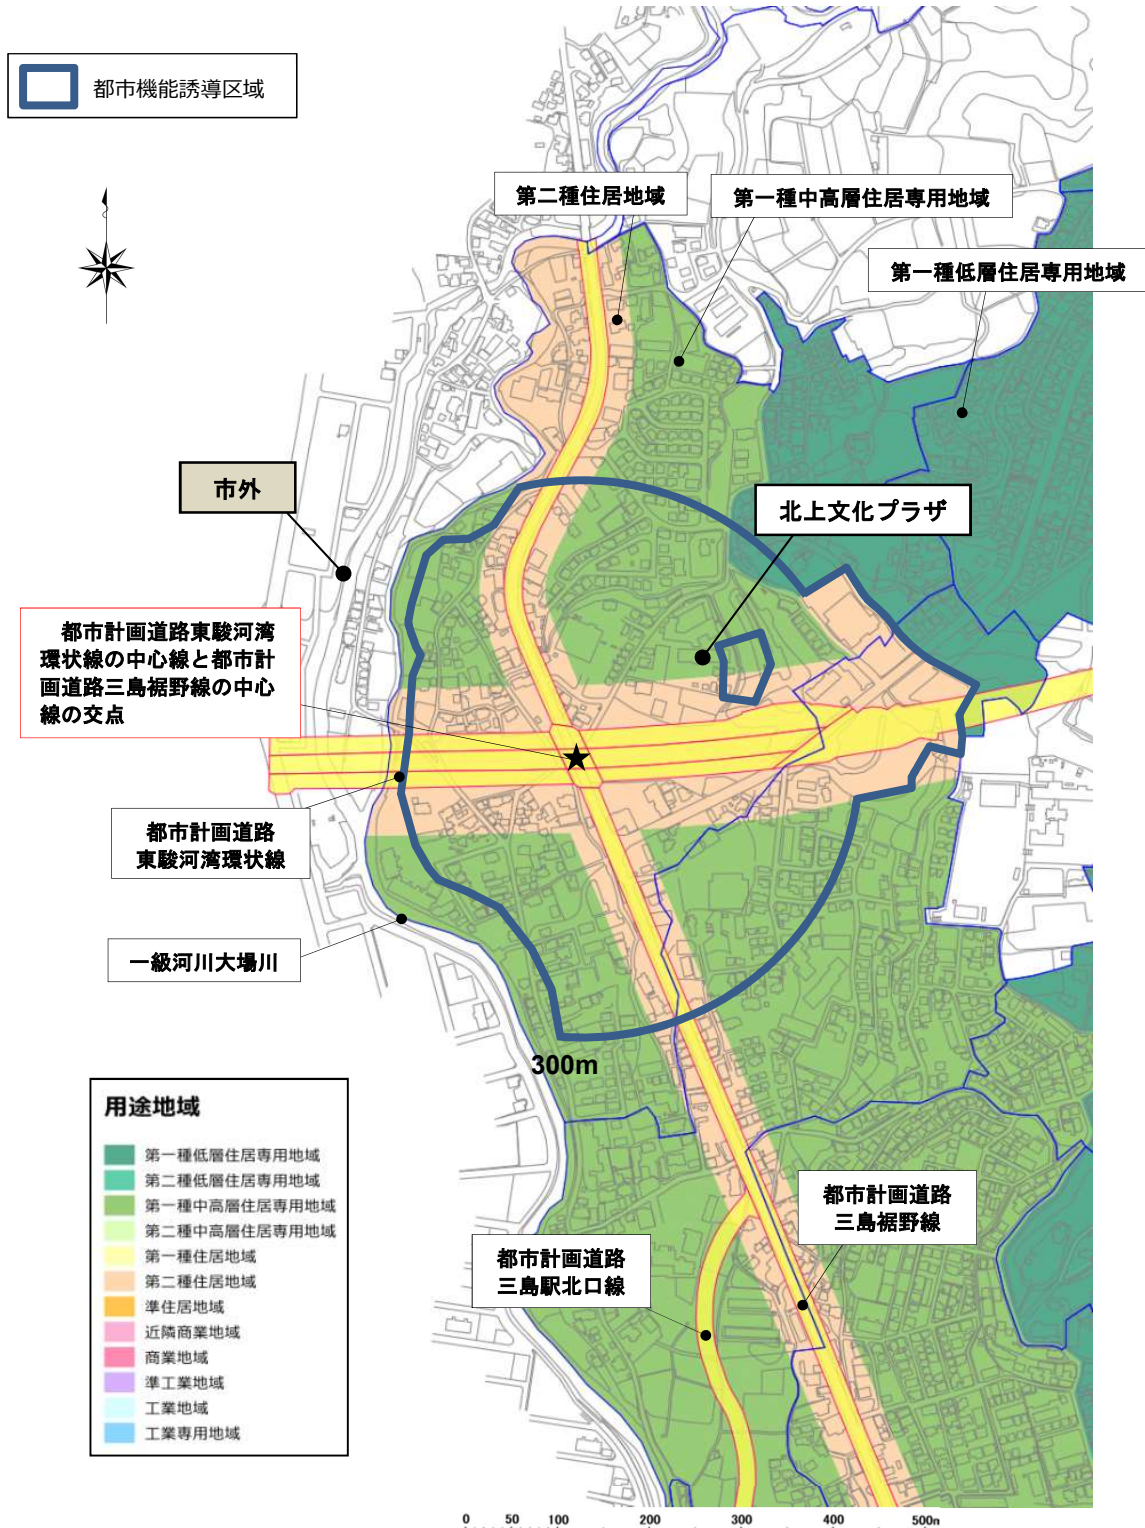 都市機能誘導区域
第二種住居地域
第一種中高層住居専用地域
第一種低層住居専用地域
市外
北上文化プラザ
都市計画道路東駿河湾
環状線の中心線と都市計
画道路三島裾野線の中心
線の交点
都市計画道路
東駿河湾環状線
一級河川大場川
300m
用途地域
第一種低層住居専用地域
第二種低層住居専用地域
第一種中高層住居専用地域
第二種中高層住居専用地域
第一種住居地域
第二種住居地域
準住居地域
近隣商業地域
商業地域
準工業地域
工業地域
工業専用地域
都市計画道路
三島裾野線
都市計画道路
三島駅北口線
0 50 100 200 300 400 500m